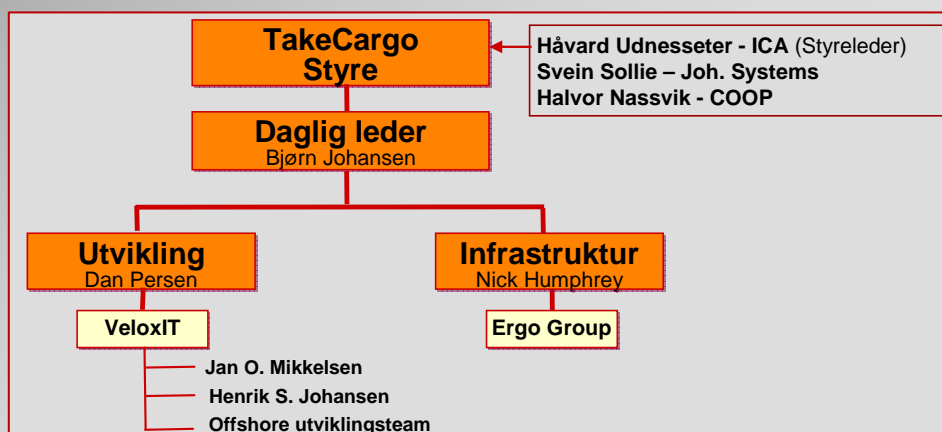 TakeCargo
Styre
Håvard Udnesseter - ICA (Styreleder)
Svein Sollie – Joh. Systems
Halvor Nassvik - COOP
Daglig leder
Bjørn Johansen
Utvikling
Dan Persen
Infrastruktur
Nick Humphrey
VeloxIT
Ergo Group
Jan O. Mikkelsen
Henrik S. Johansen
Offshore utviklingsteam